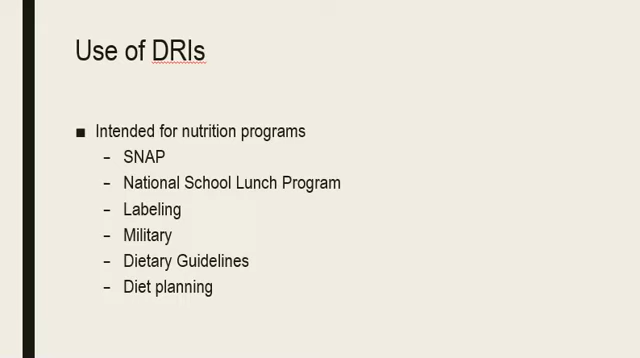 Use of DRIs
■ Intended for nutrition programs
– SNAP
– National School Lunch Program
– Labeling
– Military
– Dietary Guidelines
– Diet planning